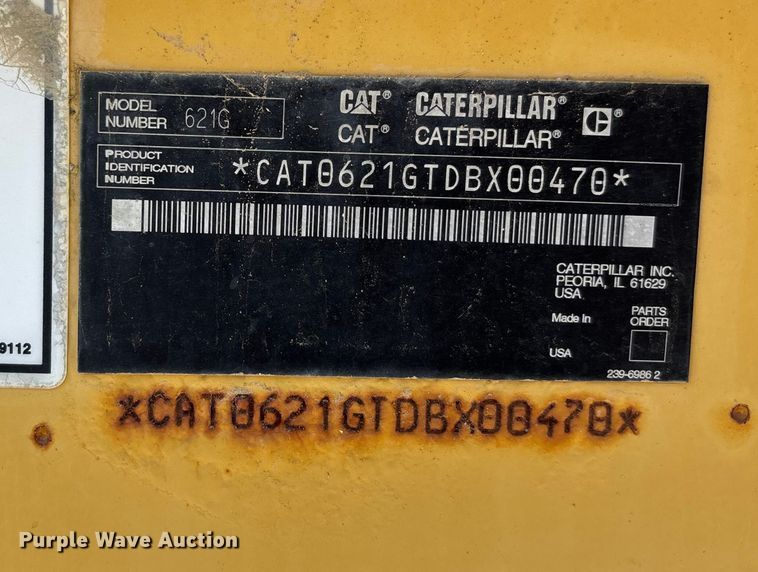 MODEL NUMBER 621G
CAT® CATERPILLAR® C®
CAT® CATERPILLAR®
PRODUCT IDENTIFICATION NUMBER *CAT0621GTDBX00470*
CATERPILLAR INC.
PEORIA, IL 61629
USA
Made in
PARTS ORDER
USA
239-6986 2
9112
*CAT0621GTDBX00470*
Purple Wave Auction